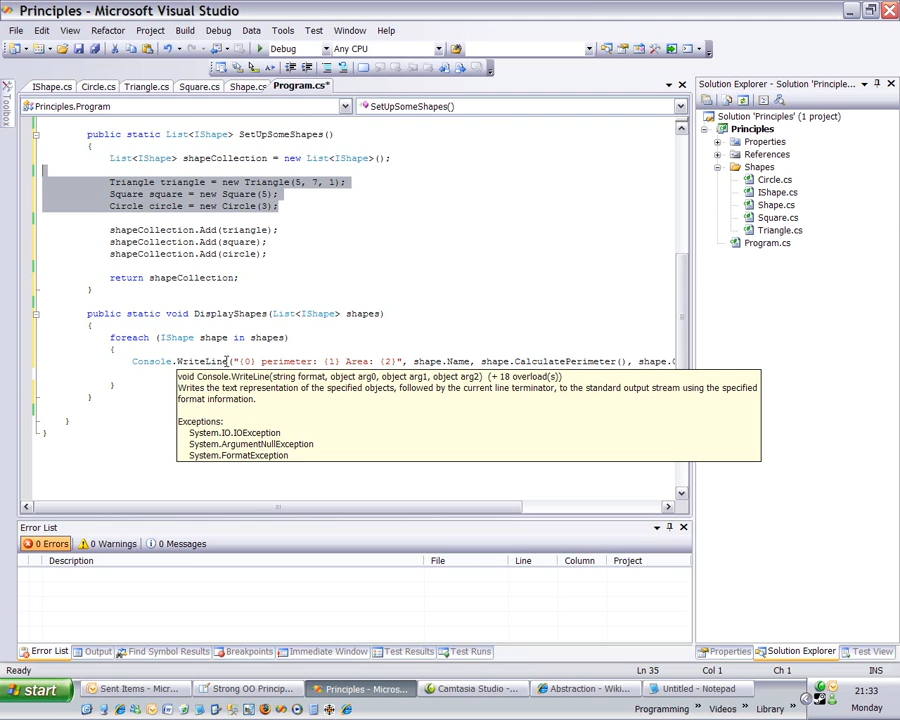 Principles - Microsoft Visual Studio
File Edit View Refactor Project Build Debug Data Tools Test Window Help
Debug Any CPU
IShape.cs Circle.cs Triangle.cs Square.cs Shape.cs Program.cs*
Principles.Program SetUpSomeShapes()
public static List<IShape> SetUpSomeShapes()
{
List<IShape> shapeCollection = new List<IShape>();
Triangle triangle = new Triangle(5, 7, 1);
Square square = new Square(5);
Circle circle = new Circle(3);
shapeCollection.Add(triangle);
shapeCollection.Add(square);
shapeCollection.Add(circle);
return shapeCollection;
}
public static void DisplayShapes(List<IShape> shapes)
{
foreach (IShape shape in shapes)
{
Console.WriteLine("{0} perimeter: {1} Area: {2}", shape.Name, shape.CalculatePerimeter(), shape.
void Console.WriteLine(string format, object arg0, object arg1, object arg2) (+ 18 overload(s))
Writes the text representation of the specified objects, followed by the current line terminator, to the standard output stream using the specified
format information.
Exceptions:
System.IO.IOException
System.ArgumentNullException
System.FormatException
}
}
}
}
Toolbox
Solution Explorer - Solution 'Principle...
Solution 'Principles' (1 project)
Principles
Properties
References
Shapes
Circle.cs
IShape.cs
Shape.cs
Square.cs
Triangle.cs
Program.cs
Error List
0 Errors 0 Warnings 0 Messages
Description File Line Column Project
Error List Output Find Symbol Results Breakpoints Immediate Window Test Results Test Runs
Properties Solution Explorer Test View
Ready Ln 35 Col 1 Ch 1 INS
start Sent Items - Mi... Strong OO Princip... Principles - Micros... Camtasia Studio -... Abstraction - Wiki... Untitled - Notepad 21:33
Programming » Videos » Library » Monday